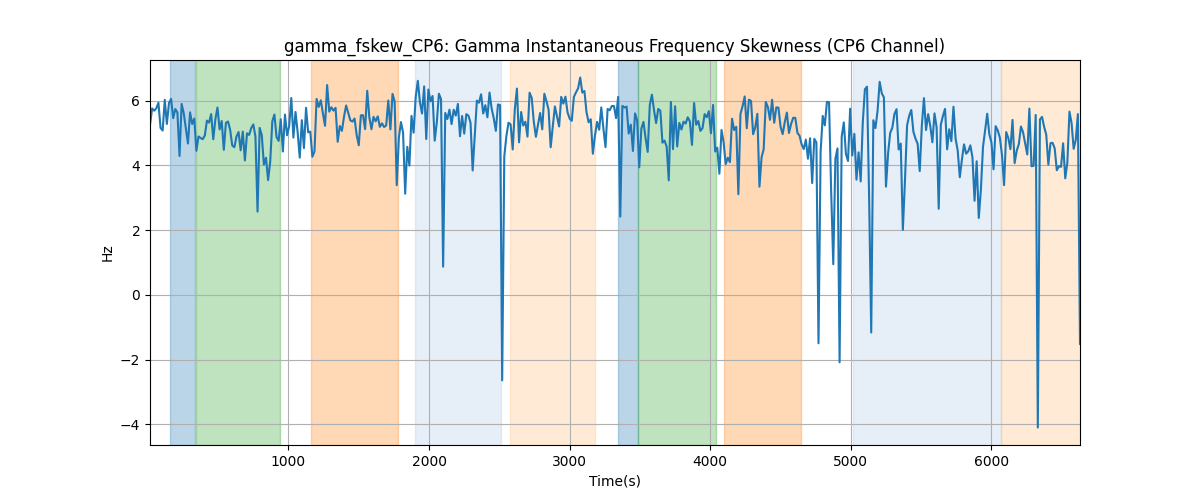 gamma_fskew_CP6: Gamma Instantaneous Frequency Skewness (CP6 Channel)
6
4
2
0
−2
−4
Hz
1000 2000 3000 4000 5000 6000
Time(s)